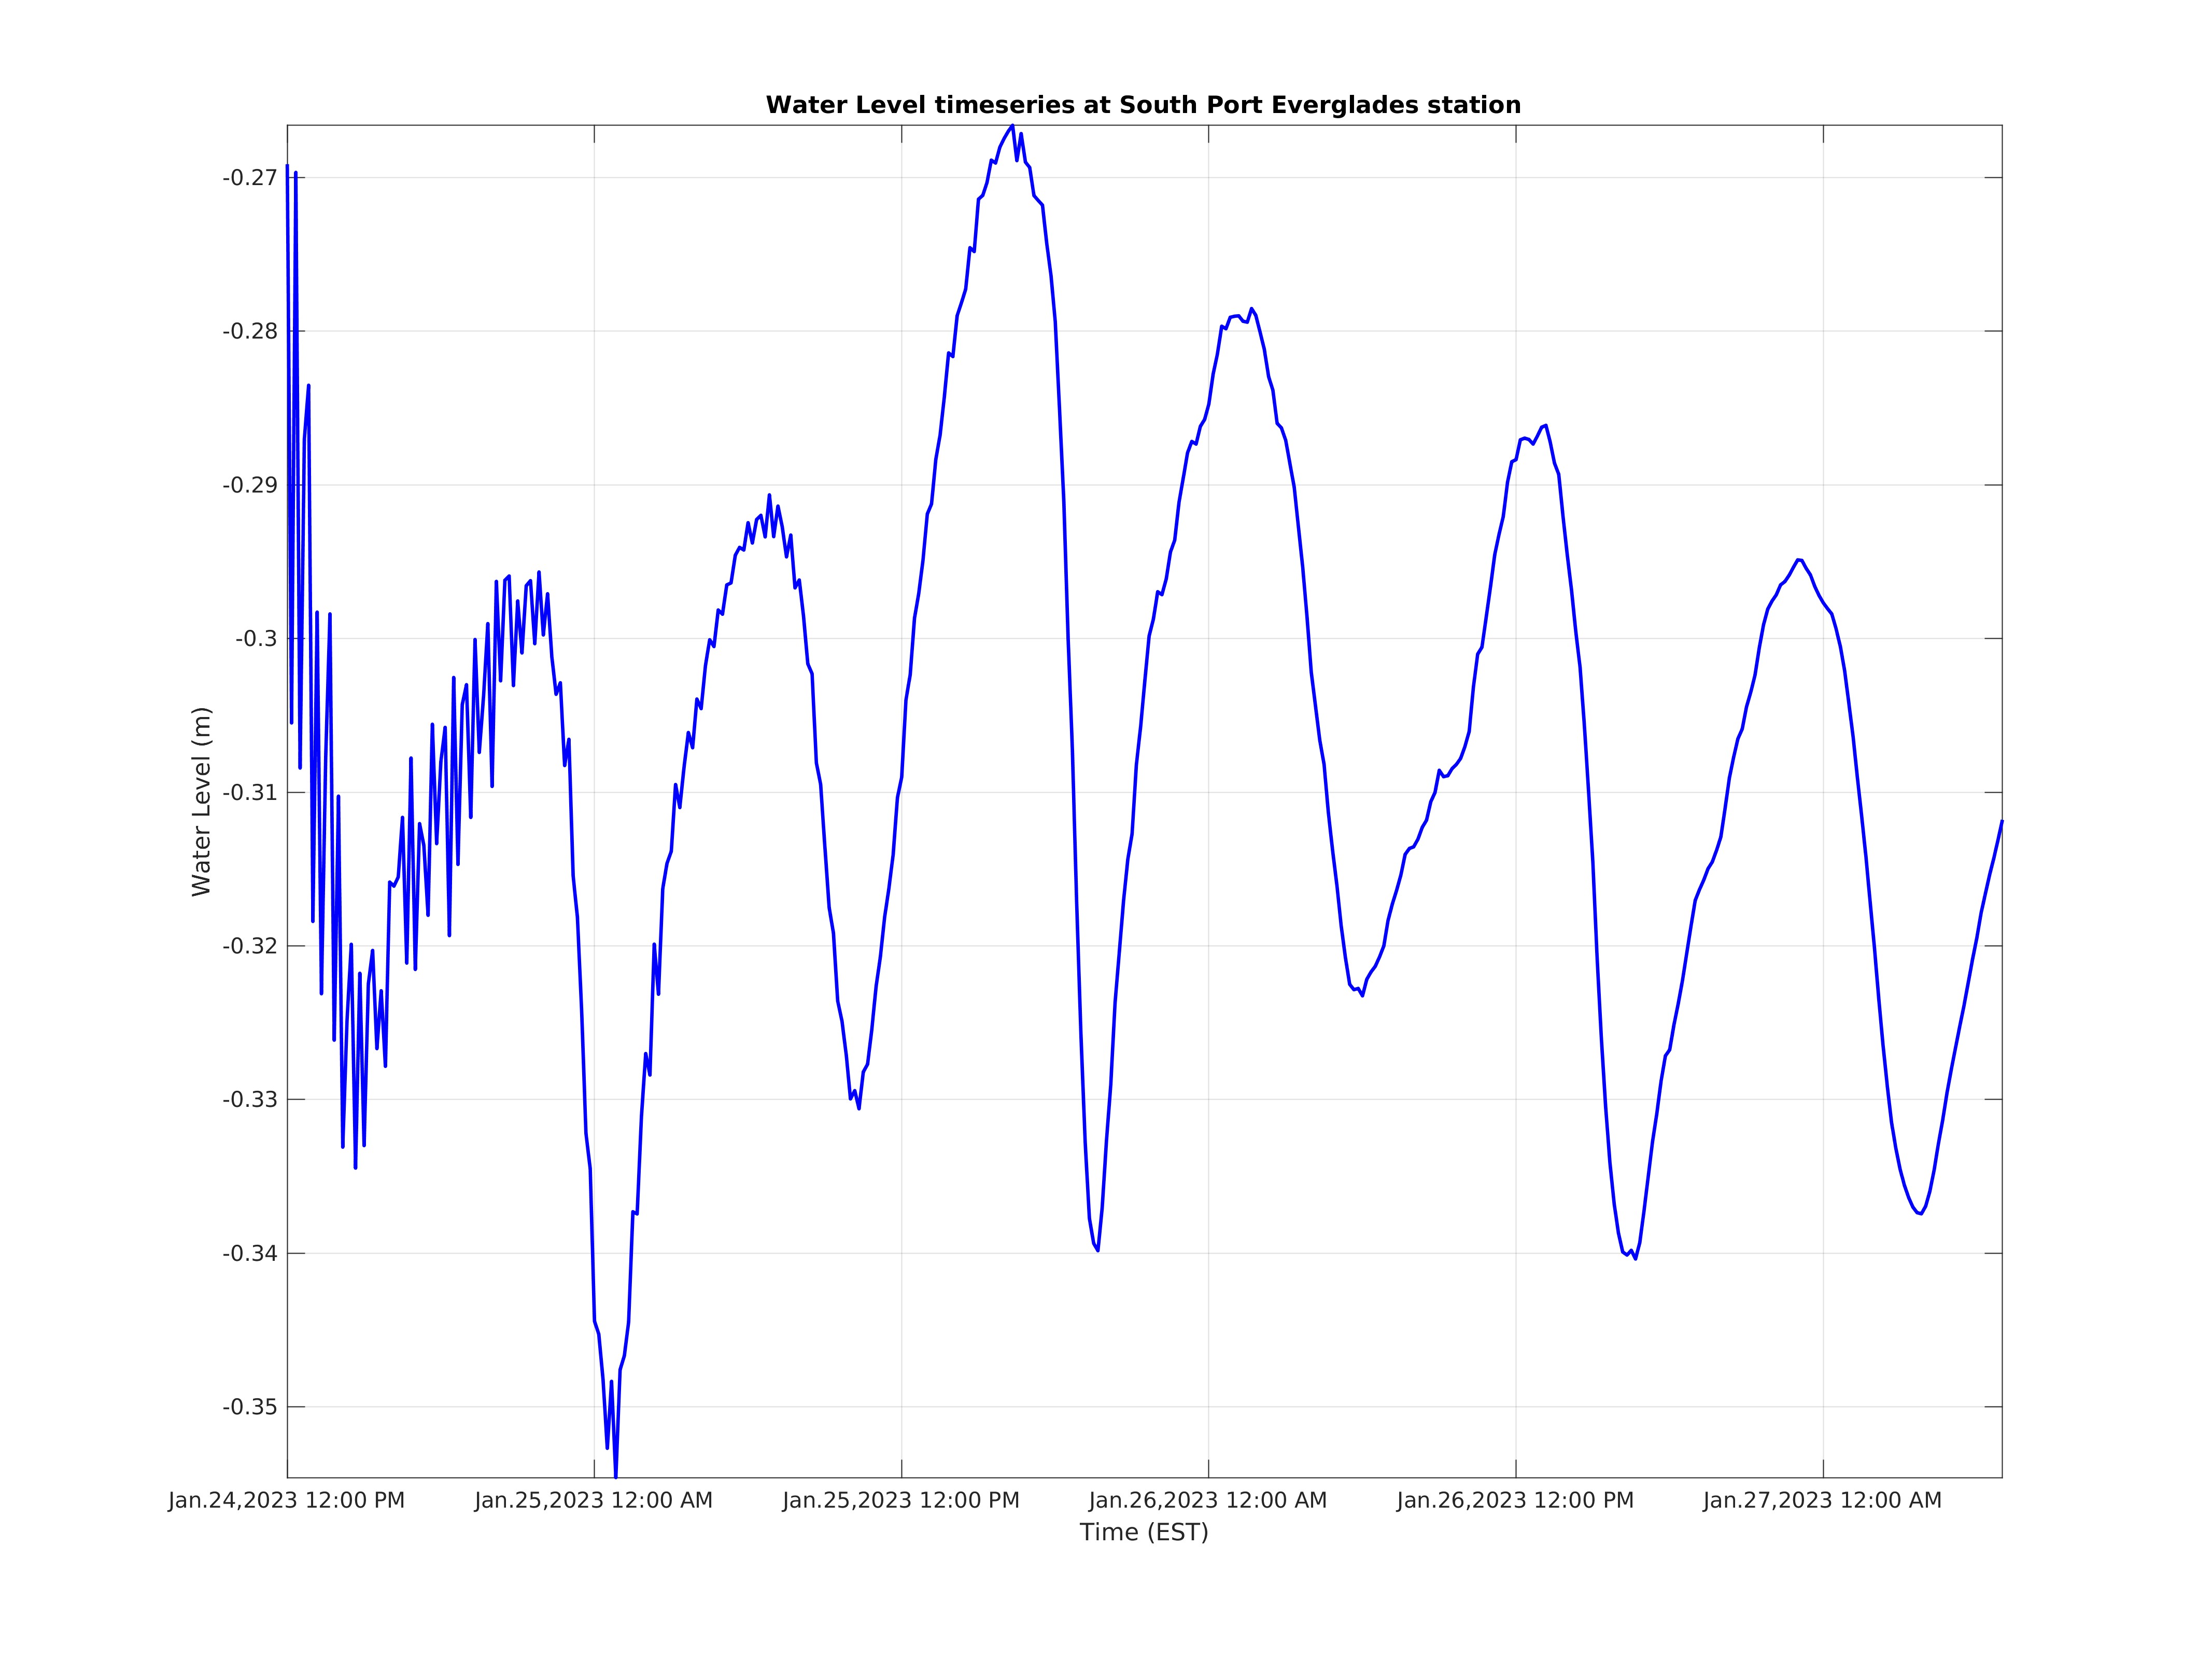 Water Level timeseries at South Port Everglades station
-0.27
-0.28
-0.29
-0.3
-0.31
-0.32
-0.33
-0.34
-0.35
Water Level (m)
Jan.24,2023 12:00 PM
Jan.25,2023 12:00 AM
Jan.25,2023 12:00 PM
Jan.26,2023 12:00 AM
Jan.26,2023 12:00 PM
Jan.27,2023 12:00 AM
Time (EST)